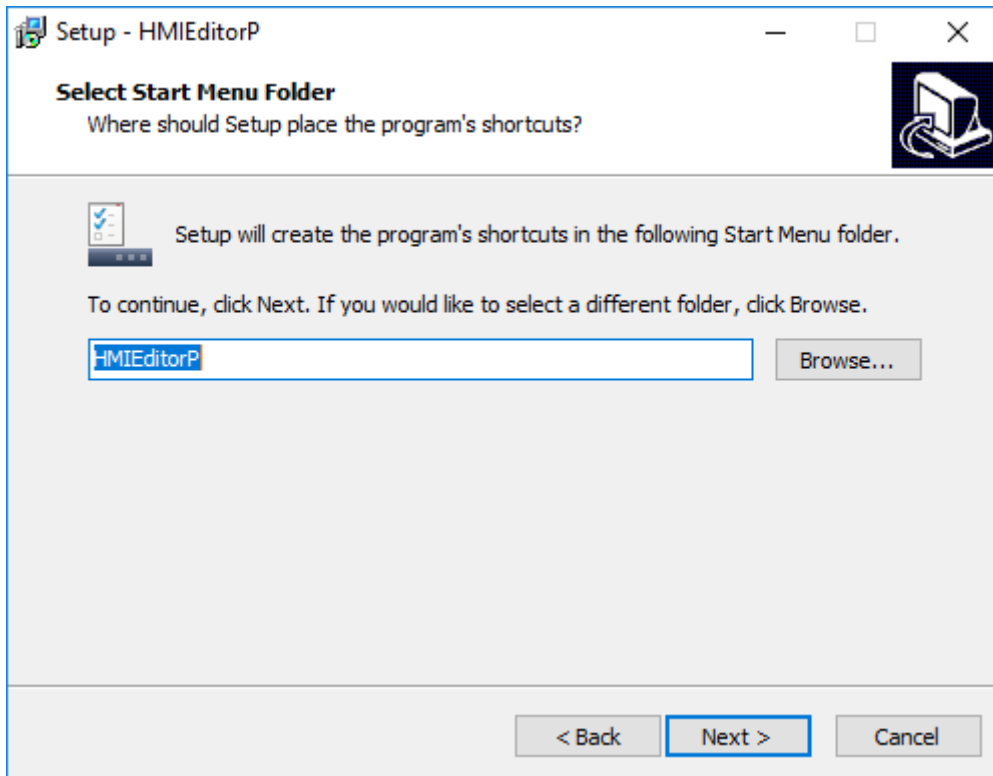 Setup - HMIEditorP
Select Start Menu Folder
Where should Setup place the program's shortcuts?
Setup will create the program's shortcuts in the following Start Menu folder.
To continue, click Next. If you would like to select a different folder, click Browse.
HMIEditorP
Browse...
< Back
Next >
Cancel